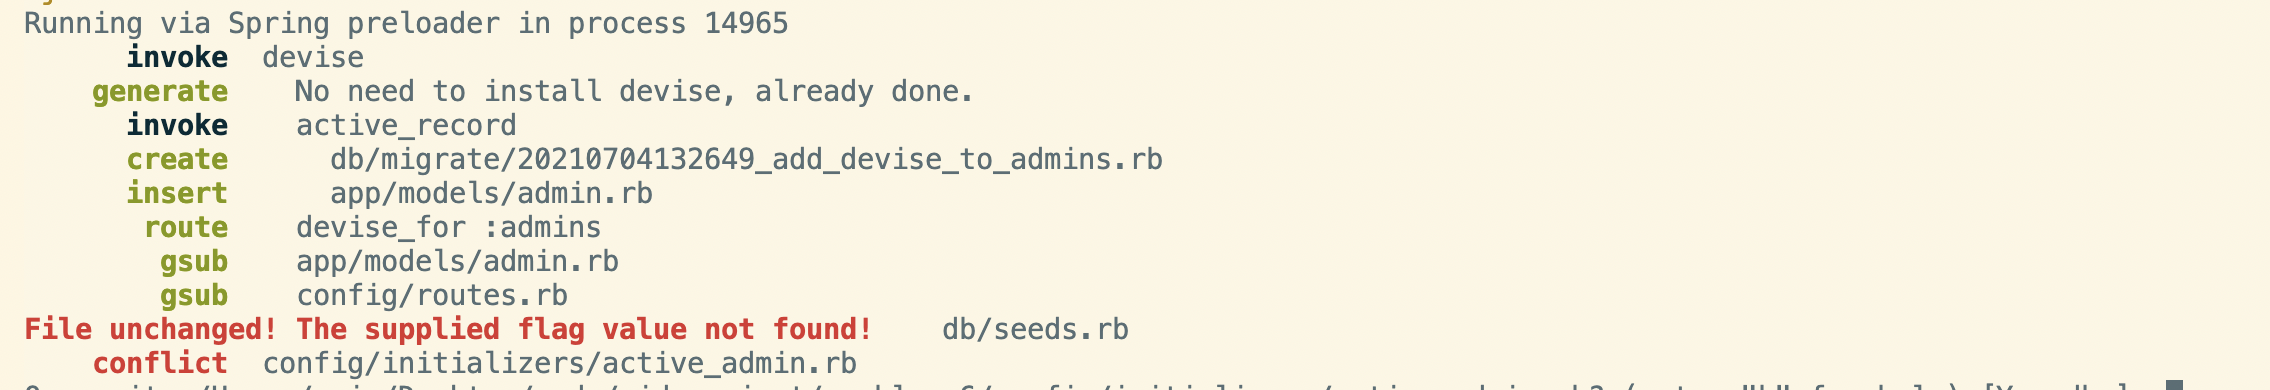 Running via Spring preloader in process 14965
invoke devise
generate No need to install devise, already done.
invoke active_record
create db/migrate/20210704132649_add_devise_to_admins.rb
insert app/models/admin.rb
route devise_for :admins
gsub app/models/admin.rb
gsub config/routes.rb
File unchanged! The supplied flag value not found! db/seeds.rb
conflict config/initializers/active_admin.rb